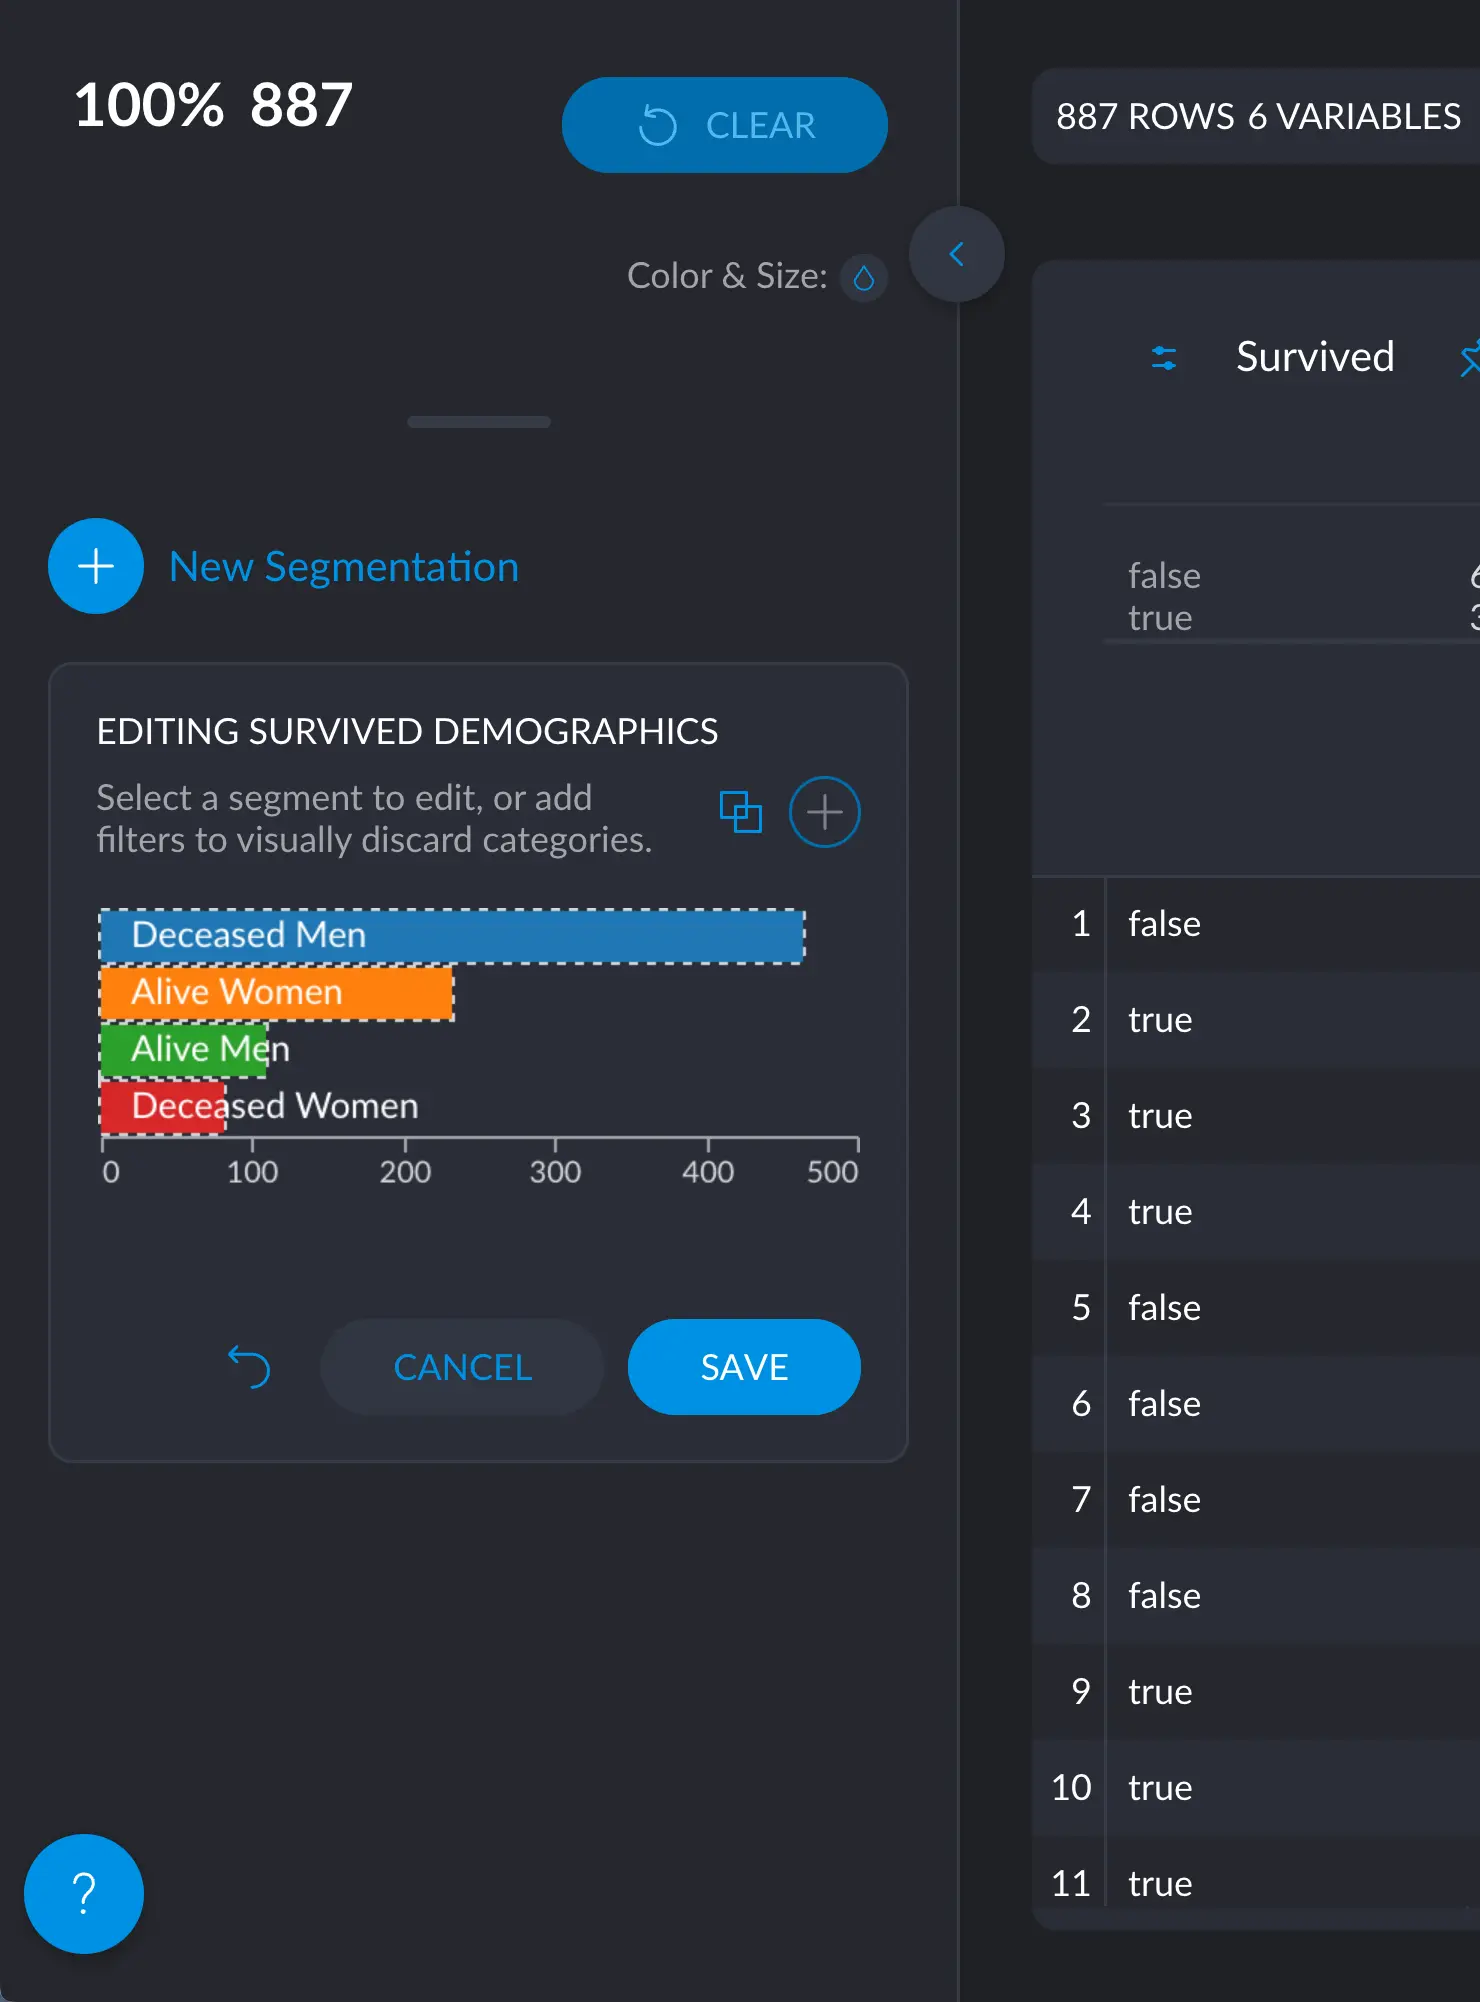 100% 887
CLEAR
Color & Size:
New Segmentation
EDITING SURVIVED DEMOGRAPHICS
Select a segment to edit, or add
filters to visually discard categories.
Deceased Men
Alive Women
Alive Men
Deceased Women
0 100 200 300 400 500
CANCEL
SAVE
?
887 ROWS 6 VARIABLES
Survived
false
true
1 false
2 true
3 true
4 true
5 false
6 false
7 false
8 false
9 true
10 true
11 true